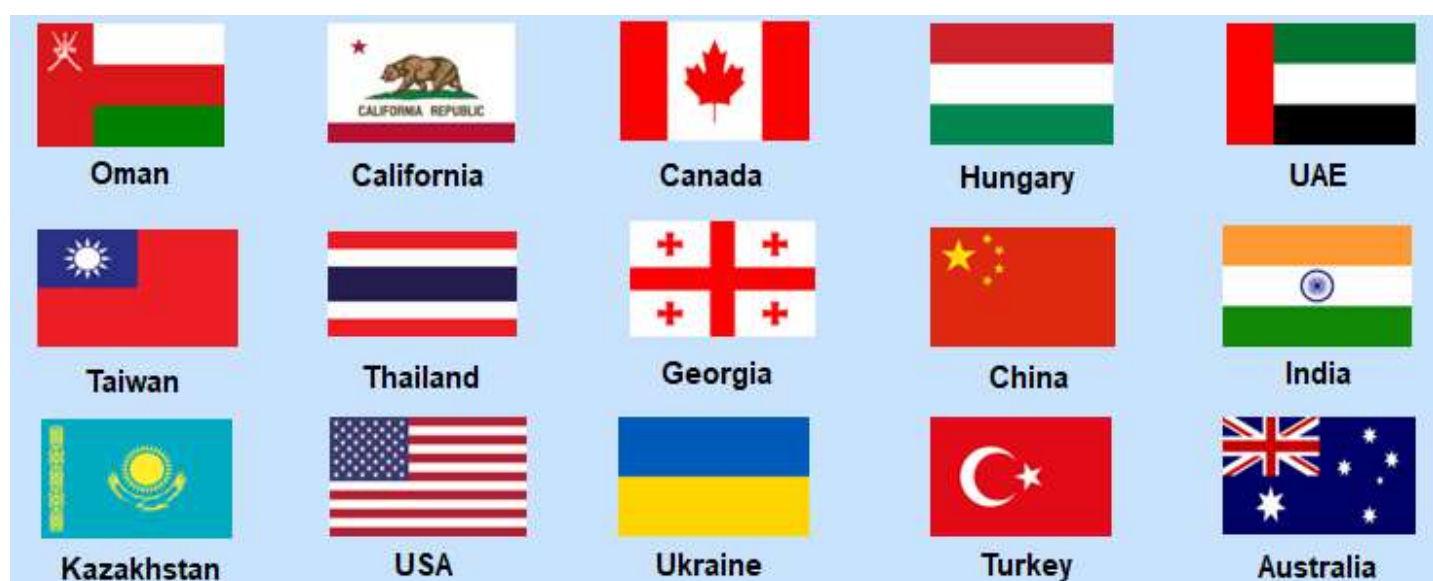 CALIFORNIA REPUBLIC
Oman California Canada Hungary UAE
Taiwan Thailand Georgia China India
Kazakhstan USA Ukraine Turkey Australia